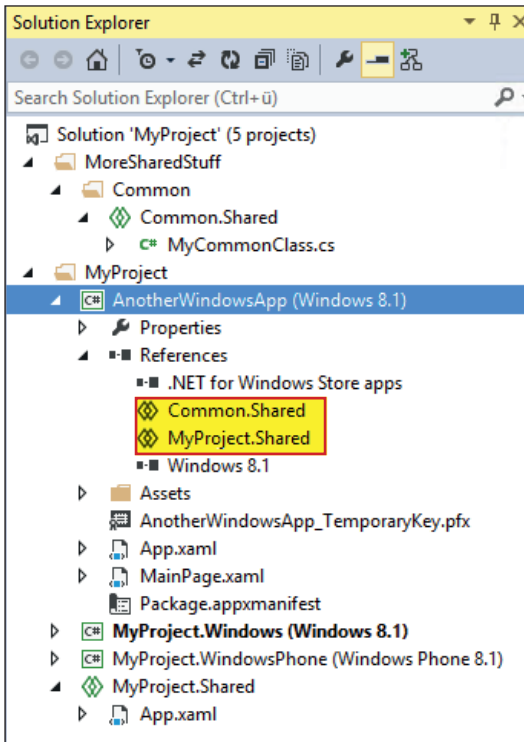 Solution Explorer
Search Solution Explorer (Ctrl+ü)
Solution 'MyProject' (5 projects)
MoreSharedStuff
Common
Common.Shared
C# MyCommonClass.cs
MyProject
C# AnotherWindowsApp (Windows 8.1)
Properties
References
.NET for Windows Store apps
Common.Shared
MyProject.Shared
Windows 8.1
Assets
AnotherWindowsApp_TemporaryKey.pfx
App.xaml
MainPage.xaml
Package.appxmanifest
C# MyProject.Windows (Windows 8.1)
C# MyProject.WindowsPhone (Windows Phone 8.1)
MyProject.Shared
App.xaml